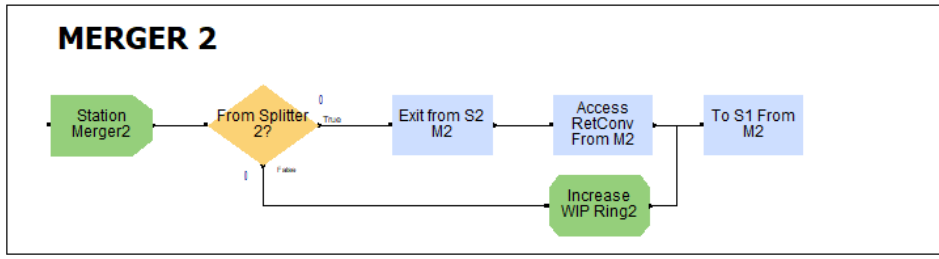 MERGER 2
Station
Merger2
From Splitter
2?
0
True
0
False
Exit from S2
M2
Access
RetConv
From M2
To S1 From
M2
Increase
WIP Ring2